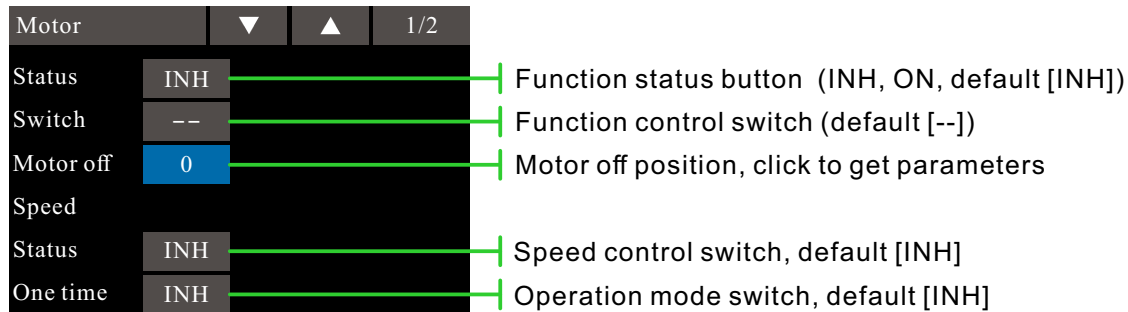 Motor ▼ ▲ 1/2
Status INH Function status button (INH, ON, default [INH])
Switch -- Function control switch (default [--])
Motor off 0 Motor off position, click to get parameters
Speed
Status INH Speed control switch, default [INH]
One time INH Operation mode switch, default [INH]